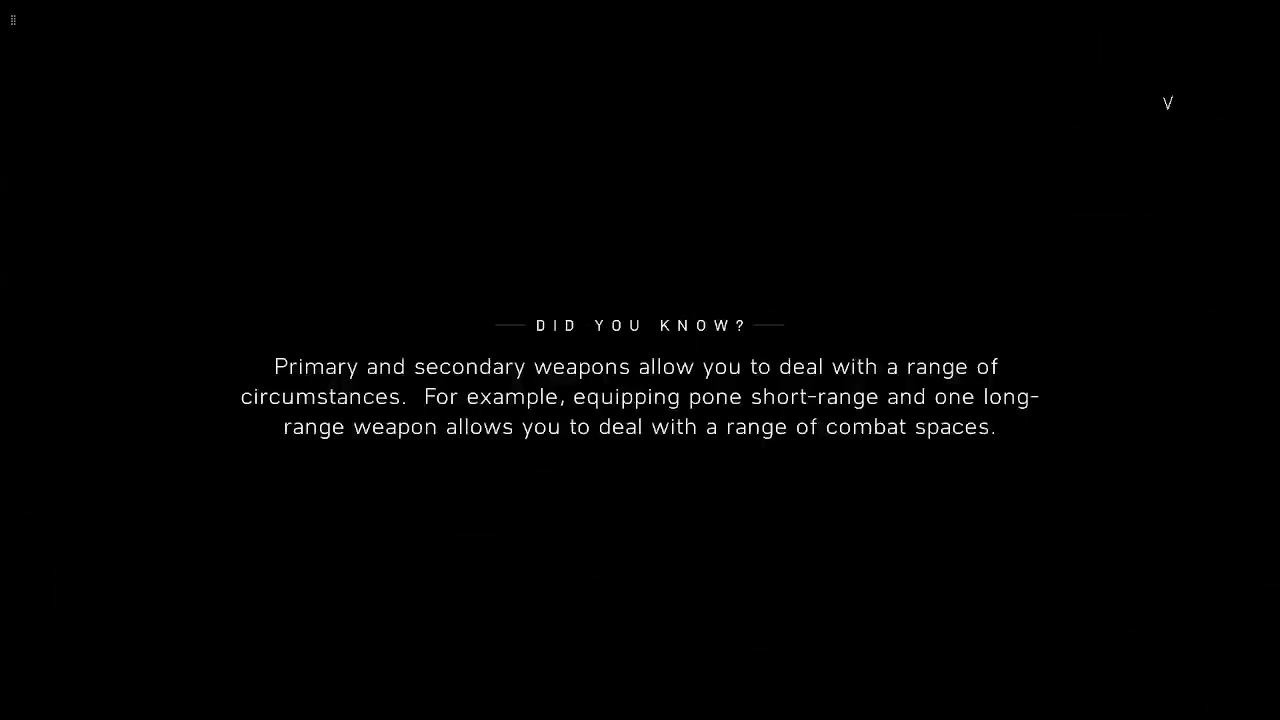 V
DID YOU KNOW?
Primary and secondary weapons allow you to deal with a range of
circumstances.  For example, equipping pone short-range and one long-
range weapon allows you to deal with a range of combat spaces.